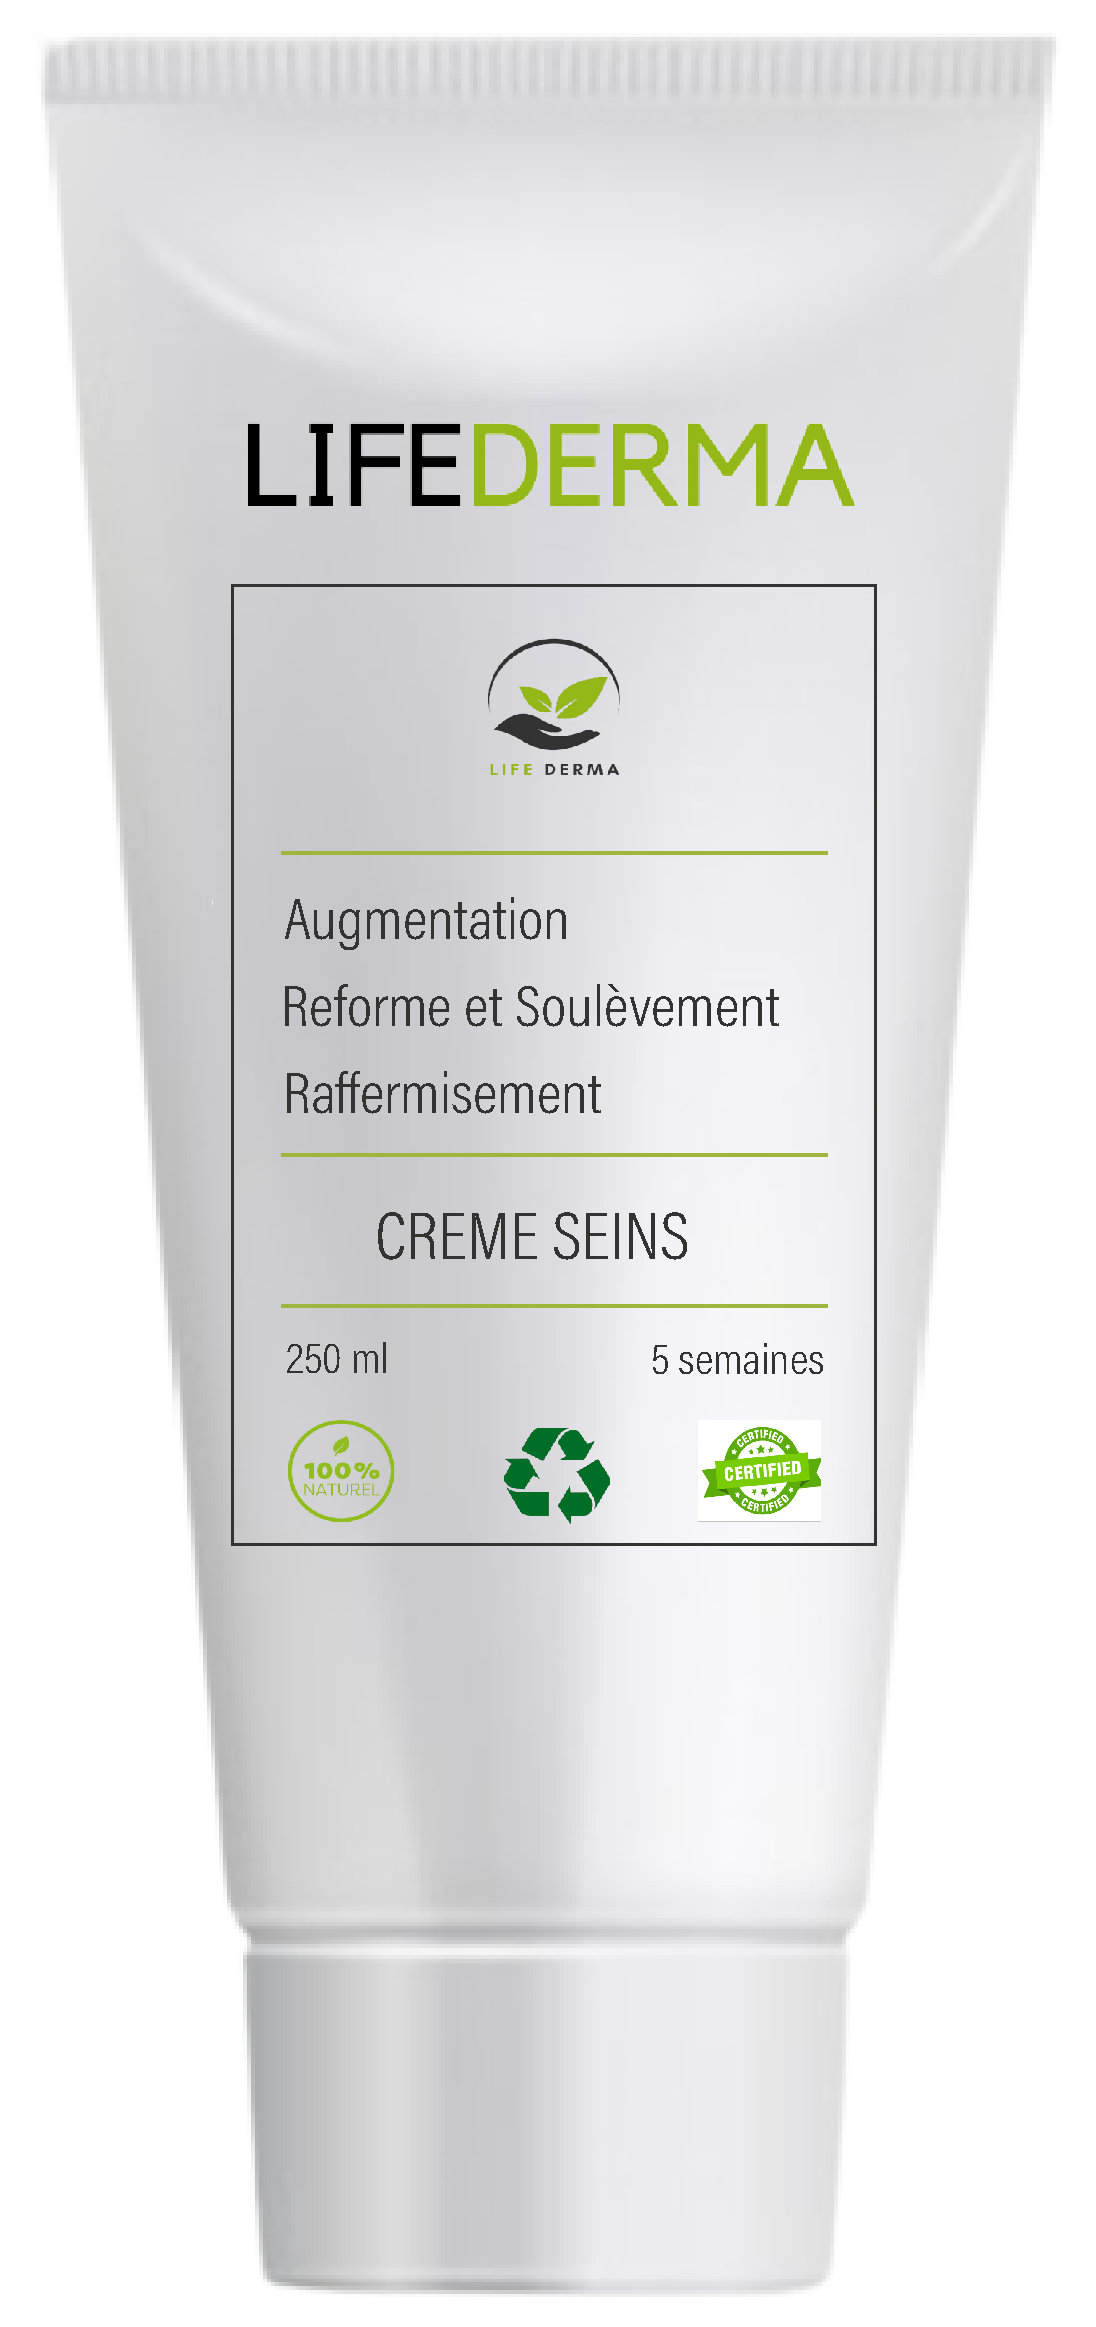 LIFEDERMA
LIFE DERMA
Augmentation
Reforme et Soulèvement
Raffermisement
CREME SEINS
250 ml
5 semaines
100%
NATUREL
CERTIFIED
CERTIFIED
CERTIFIED